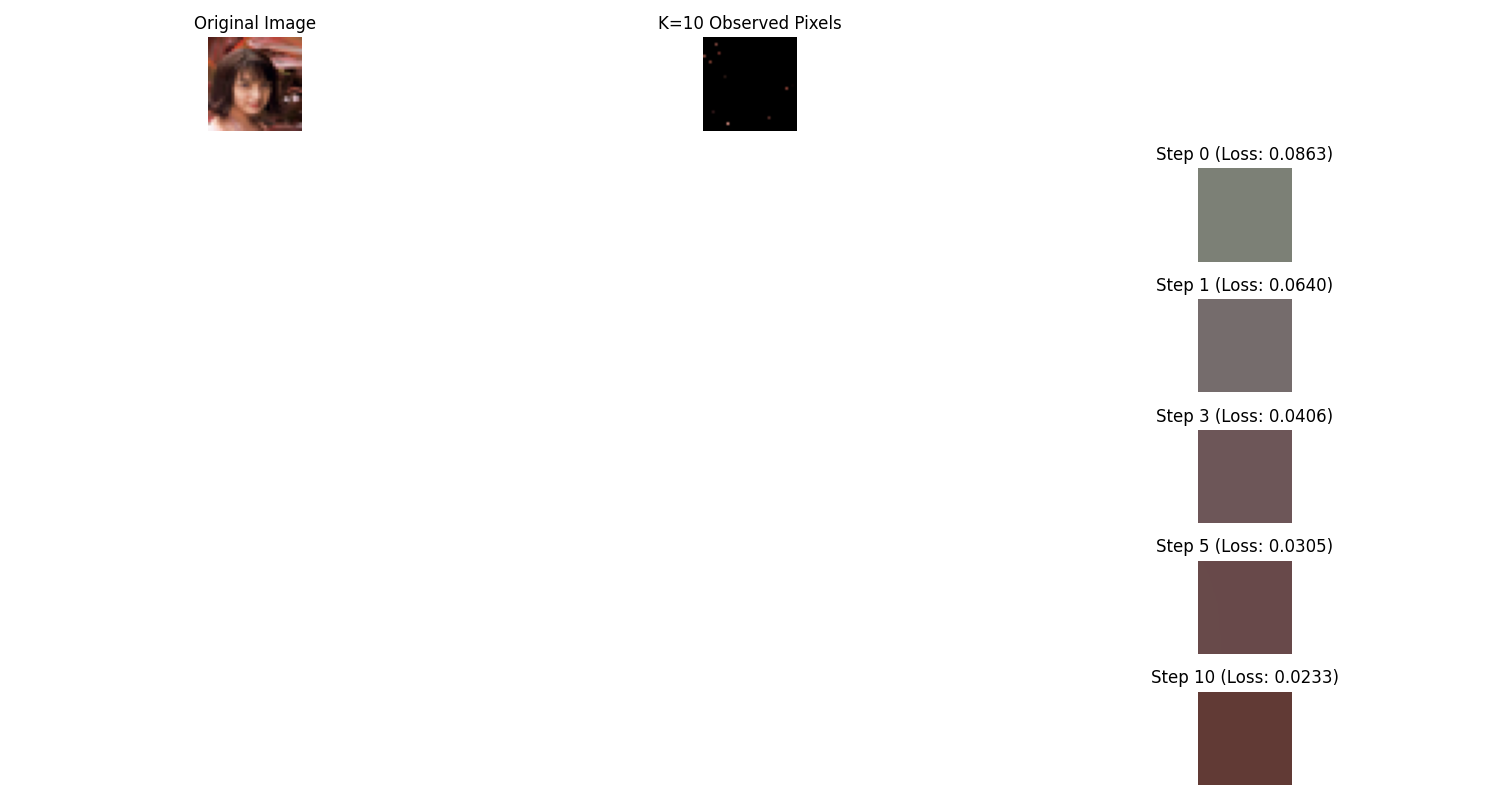 Original Image
K=10 Observed Pixels
Step 0 (Loss: 0.0863)
Step 1 (Loss: 0.0640)
Step 3 (Loss: 0.0406)
Step 5 (Loss: 0.0305)
Step 10 (Loss: 0.0233)